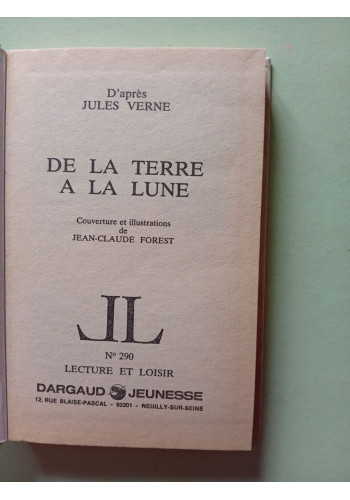 D'après
JULES VERNE
DE LA TERRE
A LA LUNE
Couverture et illustrations
de
JEAN-CLAUDE FOREST
LL
N° 290
LECTURE ET LOISIR
DARGAUD JEUNESSE
12, RUE BLAISE-PASCAL - 92201 - NEUILLY-SUR-SEINE